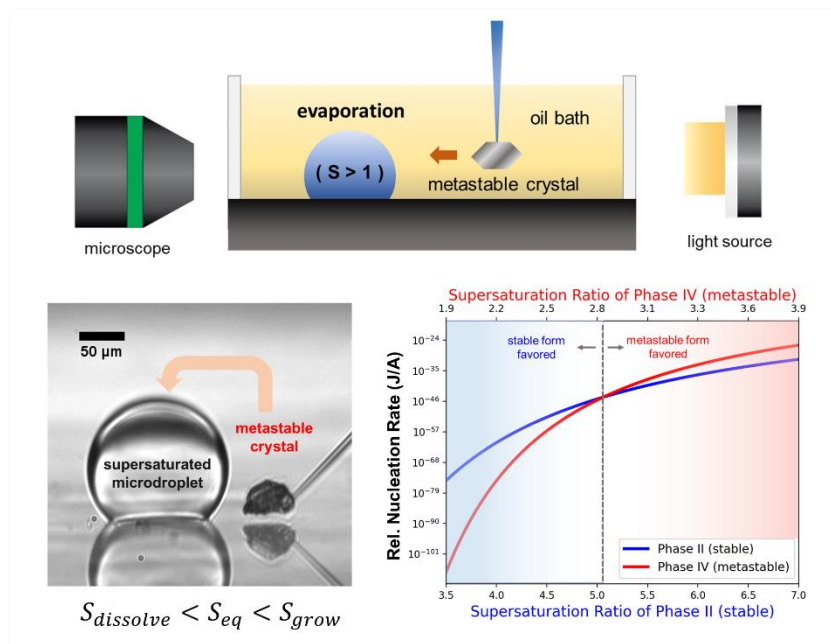 evaporation
( S > 1 )
oil bath
metastable crystal
microscope
light source
50 μm
metastable
crystal
supersaturated
microdroplet
S_dissolve < S_eq < S_grow
Supersaturation Ratio of Phase IV (metastable)
1.9 2.2 2.5 2.8 3.1 3.3 3.6 3.9
stable form
favored
metastable form
favored
Rel. Nucleation Rate (J/A)
10⁻²⁴
10⁻³⁵
10⁻⁴⁶
10⁻⁵⁷
10⁻⁶⁸
10⁻⁷⁹
10⁻⁹⁰
10⁻¹⁰¹
Phase II (stable)
Phase IV (metastable)
3.5 4.0 4.5 5.0 5.5 6.0 6.5 7.0
Supersaturation Ratio of Phase II (stable)